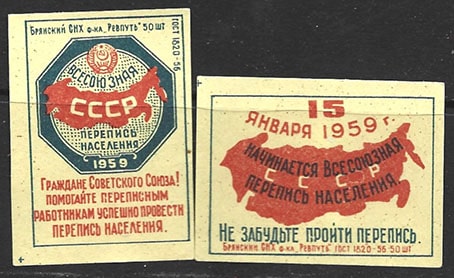 Брянский СНХ ф-ка „Ревпуть" 50 шт
ГОСТ 1820-56
ВСЕСОЮЗНАЯ
СССР
ПЕРЕПИСЬ
НАСЕЛЕНИЯ
1959
Граждане Советского Союза!
помогайте переписным
работникам успешно провести
перепись населения.
15
ЯНВАРЯ 1959 г.
НАЧИНАЕТСЯ ВСЕСОЮЗНАЯ
СССР
ПЕРЕПИСЬ НАСЕЛЕНИЯ
Не забудьте пройти перепись.
Брянский СНХ ф-ка „Ревпуть" ГОСТ 1820-56-50 шт